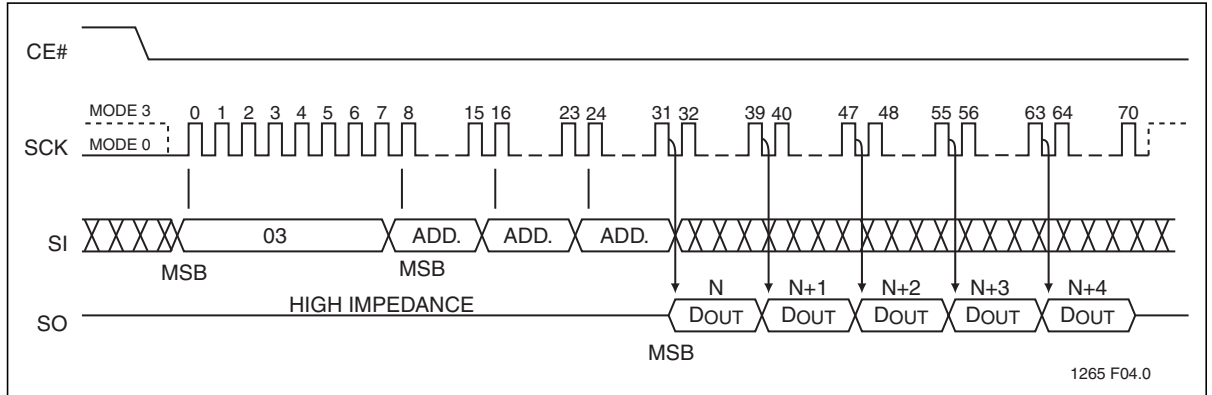 CE#
MODE 3 0 1 2 3 4 5 6 7 8 15 16 23 24 31 32 39 40 47 48 55 56 63 64 70
SCK MODE 0
SI 03 ADD. ADD. ADD.
MSB MSB
HIGH IMPEDANCE N N+1 N+2 N+3 N+4
SO DOUT DOUT DOUT DOUT DOUT
MSB
1265 F04.0